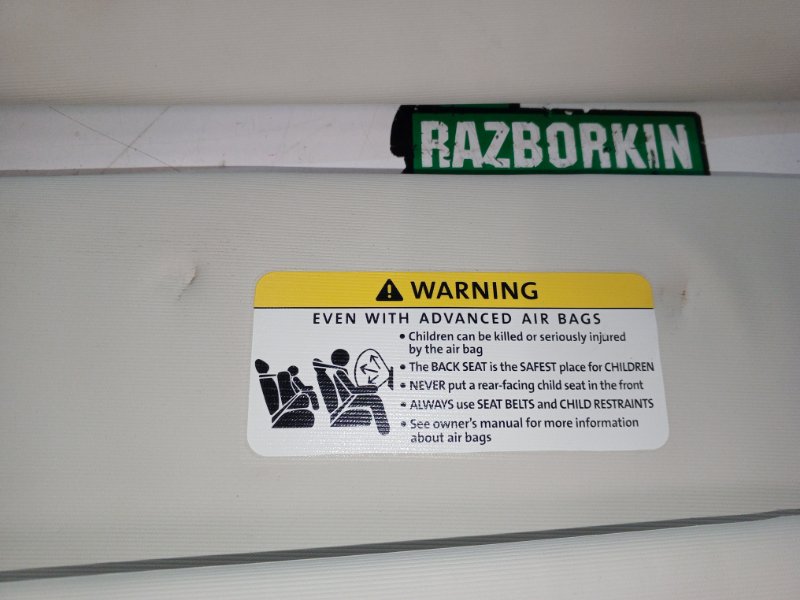 RAZBORKIN
WARNING
EVEN WITH ADVANCED AIR BAGS
• Children can be killed or seriously injured
by the air bag
• The BACK SEAT is the SAFEST place for CHILDREN
• NEVER put a rear-facing child seat in the front
• ALWAYS use SEAT BELTS and CHILD RESTRAINTS
• See owner's manual for more information
about air bags